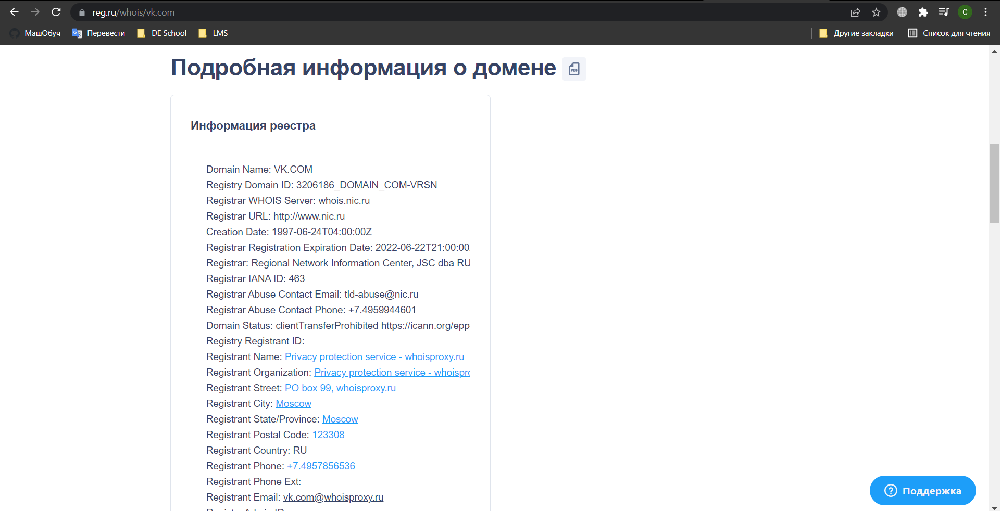 reg.ru/whois/vk.com
С
МашОбуч
Перевести
DE School
LMS
Другие закладки
Список для чтения
Подробная информация о домене
PDF
Информация реестра
Domain Name: VK.COM
Registry Domain ID: 3206186_DOMAIN_COM-VRSN
Registrar WHOIS Server: whois.nic.ru
Registrar URL: http://www.nic.ru
Creation Date: 1997-06-24T04:00:00Z
Registrar Registration Expiration Date: 2022-06-22T21:00:00
Registrar: Regional Network Information Center, JSC dba RU
Registrar IANA ID: 463
Registrar Abuse Contact Email: tld-abuse@nic.ru
Registrar Abuse Contact Phone: +7.4959944601
Domain Status: clientTransferProhibited https://icann.org/epp
Registry Registrant ID:
Registrant Name: Privacy protection service - whoisproxy.ru
Registrant Organization: Privacy protection service - whoispro
Registrant Street: PO box 99, whoisproxy.ru
Registrant City: Moscow
Registrant State/Province: Moscow
Registrant Postal Code: 123308
Registrant Country: RU
Registrant Phone: +7.4957856536
Registrant Phone Ext:
Registrant Email: vk.com@whoisproxy.ru
Поддержка